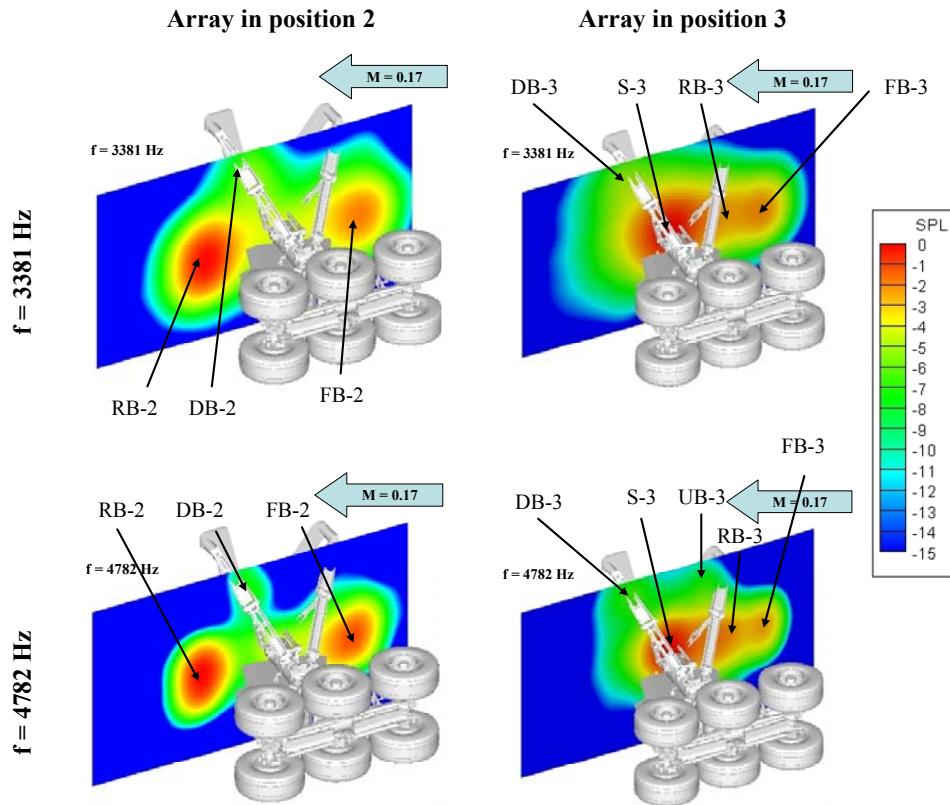 Array in position 2
Array in position 3
M = 0.17
M = 0.17
DB-3
S-3
RB-3
FB-3
f = 3381 Hz
f = 3381 Hz
f = 3381 Hz
RB-2
DB-2
FB-2
SPL
0
-1
-2
-3
-4
-5
-6
-7
-8
-9
-10
-11
-12
-13
-14
-15
FB-3
RB-2
DB-2
FB-2
M = 0.17
DB-3
S-3
UB-3
M = 0.17
RB-3
f = 4782 Hz
f = 4782 Hz
f = 4782 Hz